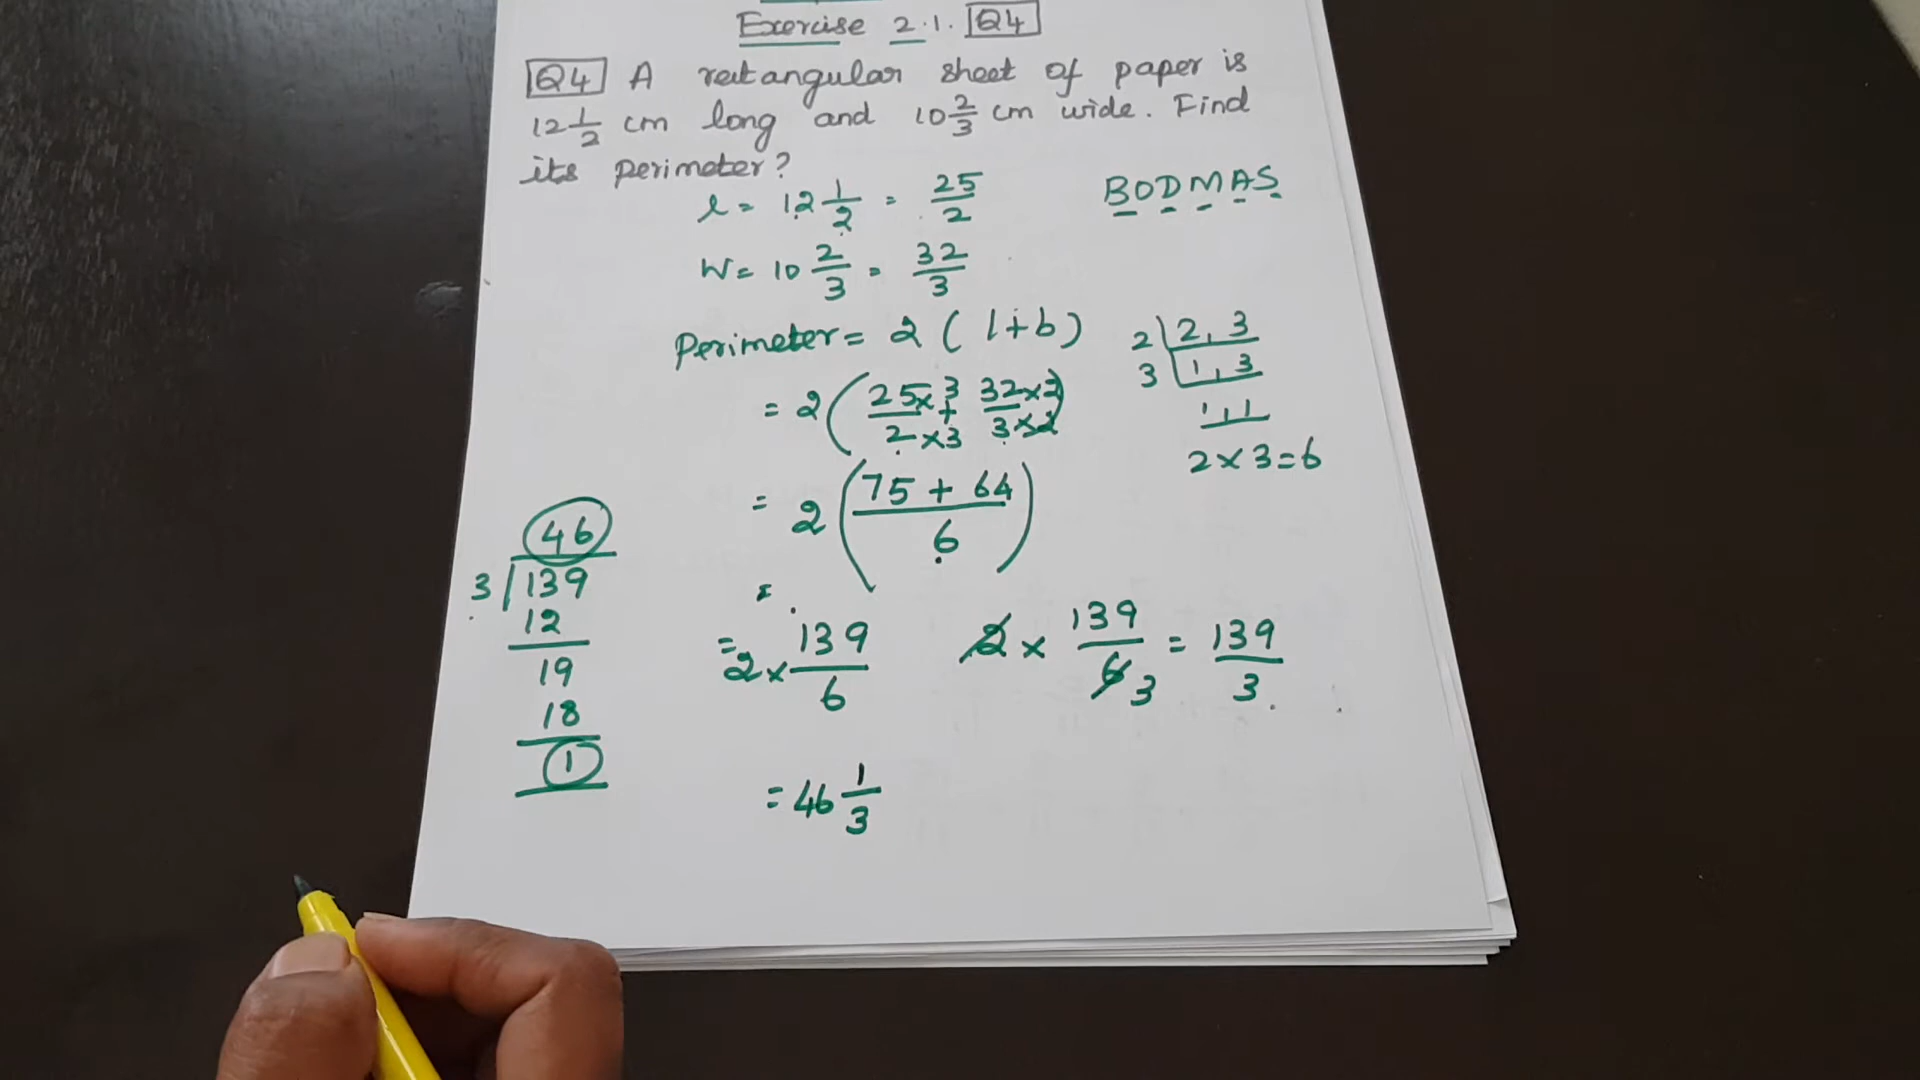 Exercise 2.1. Q4
Q4 A rectangular sheet of paper is
12 1/2 cm long and 10 2/3 cm wide. Find
its perimeter?
l = 12 1/2 = 25/2
BODMAS
W = 10 2/3 = 32/3
Perimeter = 2 ( l+b )
2 | 2, 3
3 | 1, 3
1, 1
2 x 3 = 6
= 2 ( 25 x 3 / 2 x 3 + 32 x 2 / 3 x 2 )
= 2 ( 75 + 64 / 6 )
46
3 | 139
12
19
18
1
=
= 2 x 139/6
2 x 139/6 3 = 139/3
= 46 1/3